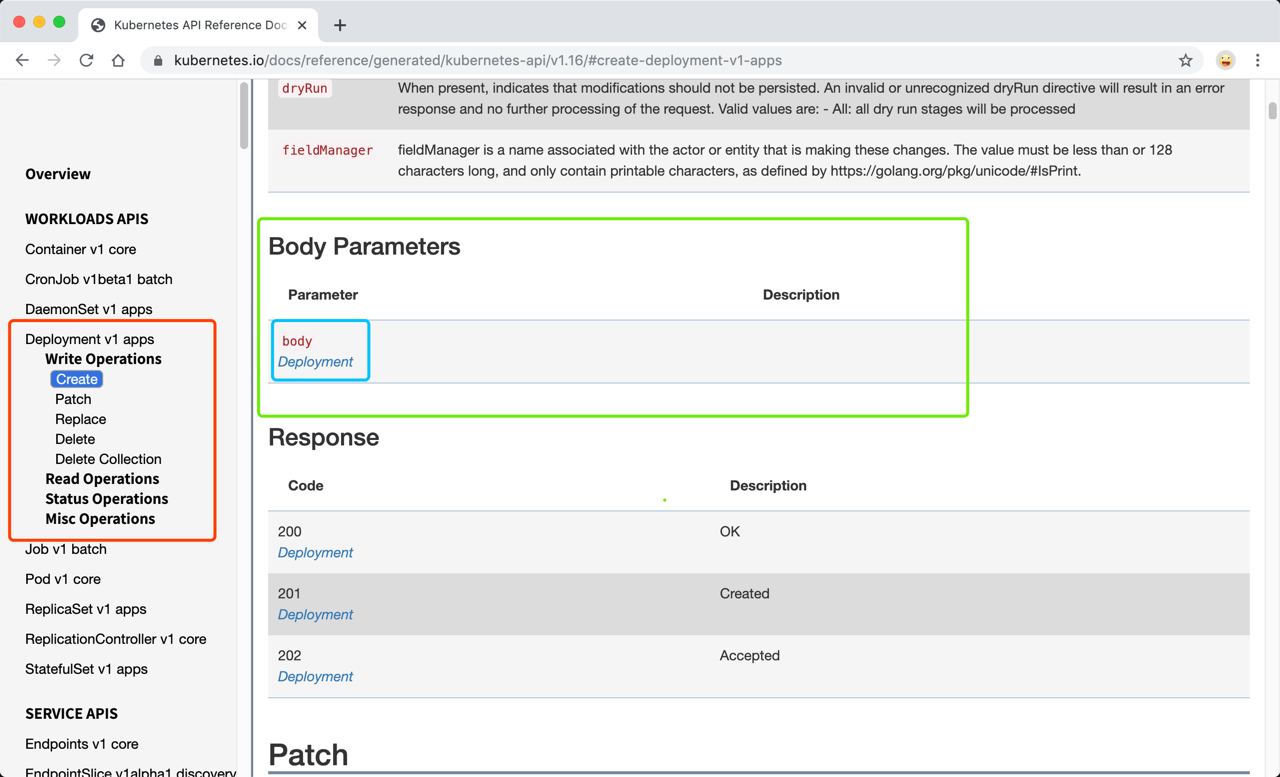 Kubernetes API Reference Doc
kubernetes.io/docs/reference/generated/kubernetes-api/v1.16/#create-deployment-v1-apps
Overview
WORKLOADS APIS
Container v1 core
CronJob v1beta1 batch
DaemonSet v1 apps
Deployment v1 apps
Write Operations
Create
Patch
Replace
Delete
Delete Collection
Read Operations
Status Operations
Misc Operations
Job v1 batch
Pod v1 core
ReplicaSet v1 apps
ReplicationController v1 core
StatefulSet v1 apps
SERVICE APIS
Endpoints v1 core
EndpointSlice v1alpha1 discovery
dryRun When present, indicates that modifications should not be persisted. An invalid or unrecognized dryRun directive will result in an error
response and no further processing of the request. Valid values are: - All: all dry run stages will be processed
fieldManager fieldManager is a name associated with the actor or entity that is making these changes. The value must be less than or 128
characters long, and only contain printable characters, as defined by https://golang.org/pkg/unicode/#IsPrint.
Body Parameters
Parameter Description
body
Deployment
Response
Code Description
200 OK
Deployment
201 Created
Deployment
202 Accepted
Deployment
Patch